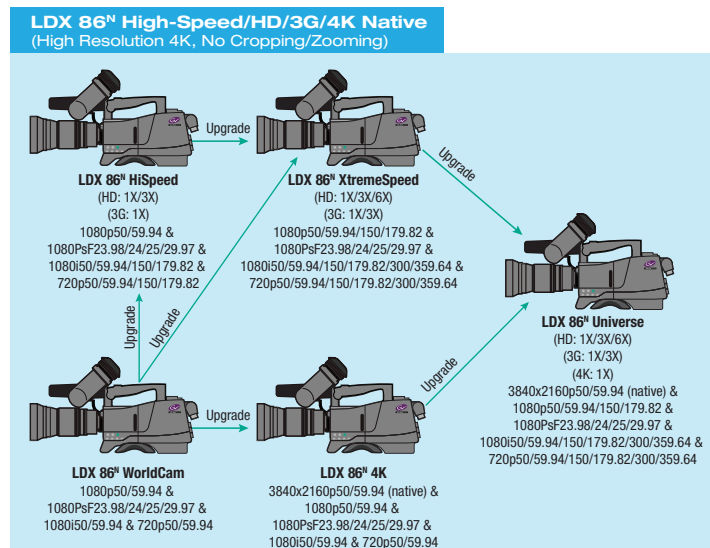 LDX 86ᴺ High-Speed/HD/3G/4K Native
(High Resolution 4K, No Cropping/Zooming)
Upgrade
LDX 86ᴺ HiSpeed
(HD: 1X/3X)
(3G: 1X)
1080p50/59.94 &
1080PsF23.98/24/25/29.97 &
1080i50/59.94/150/179.82 &
720p50/59.94/150/179.82
LDX 86ᴺ XtremeSpeed
(HD: 1X/3X/6X)
(3G: 1X/3X)
1080p50/59.94/150/179.82 &
1080PsF23.98/24/25/29.97 &
1080i50/59.94/150/179.82/300/359.64 &
720p50/59.94/150/179.82/300/359.64
Upgrade
LDX 86ᴺ Universe
(HD: 1X/3X/6X)
(3G: 1X/3X)
(4K: 1X)
3840x2160p50/59.94 (native) &
1080p50/59.94/150/179.82 &
1080PsF23.98/24/25/29.97 &
1080i50/59.94/150/179.82/300/359.64 &
720p50/59.94/150/179.82/300/359.64
Upgrade
Upgrade
Upgrade
Upgrade
LDX 86ᴺ WorldCam
1080p50/59.94 &
1080PsF23.98/24/25/29.97 &
1080i50/59.94 & 720p50/59.94
LDX 86ᴺ 4K
3840x2160p50/59.94 (native) &
1080p50/59.94 &
1080PsF23.98/24/25/29.97 &
1080i50/59.94 & 720p50/59.94